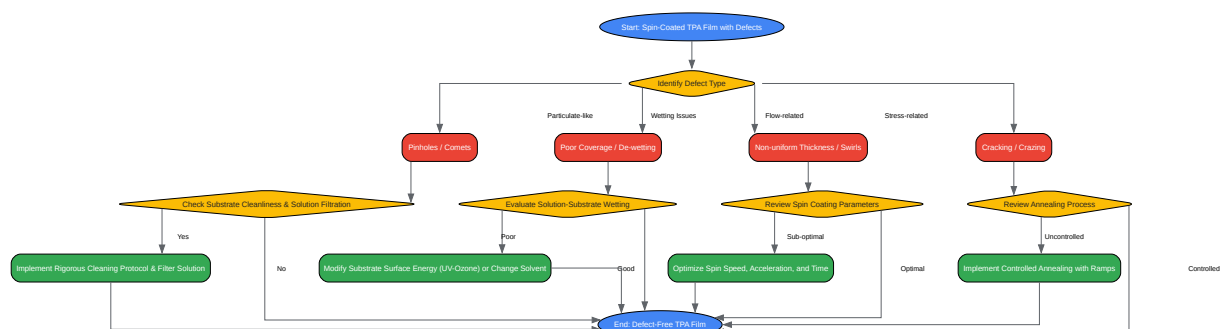 Start: Spin-Coated TPA Film with Defects
Identify Defect Type
Particulate-like
Wetting Issues
Flow-related
Stress-related
Pinholes / Comets
Poor Coverage / De-wetting
Non-uniform Thickness / Swirls
Cracking / Crazing
Check Substrate Cleanliness & Solution Filtration
Evaluate Solution-Substrate Wetting
Review Spin Coating Parameters
Review Annealing Process
Yes
Poor
Sub-optimal
Uncontrolled
Implement Rigorous Cleaning Protocol & Filter Solution
No
Modify Substrate Surface Energy (UV-Ozone) or Change Solvent
Good
Optimize Spin Speed, Acceleration, and Time
Optimal
Implement Controlled Annealing with Ramps
Controlled
End: Defect-Free TPA Film